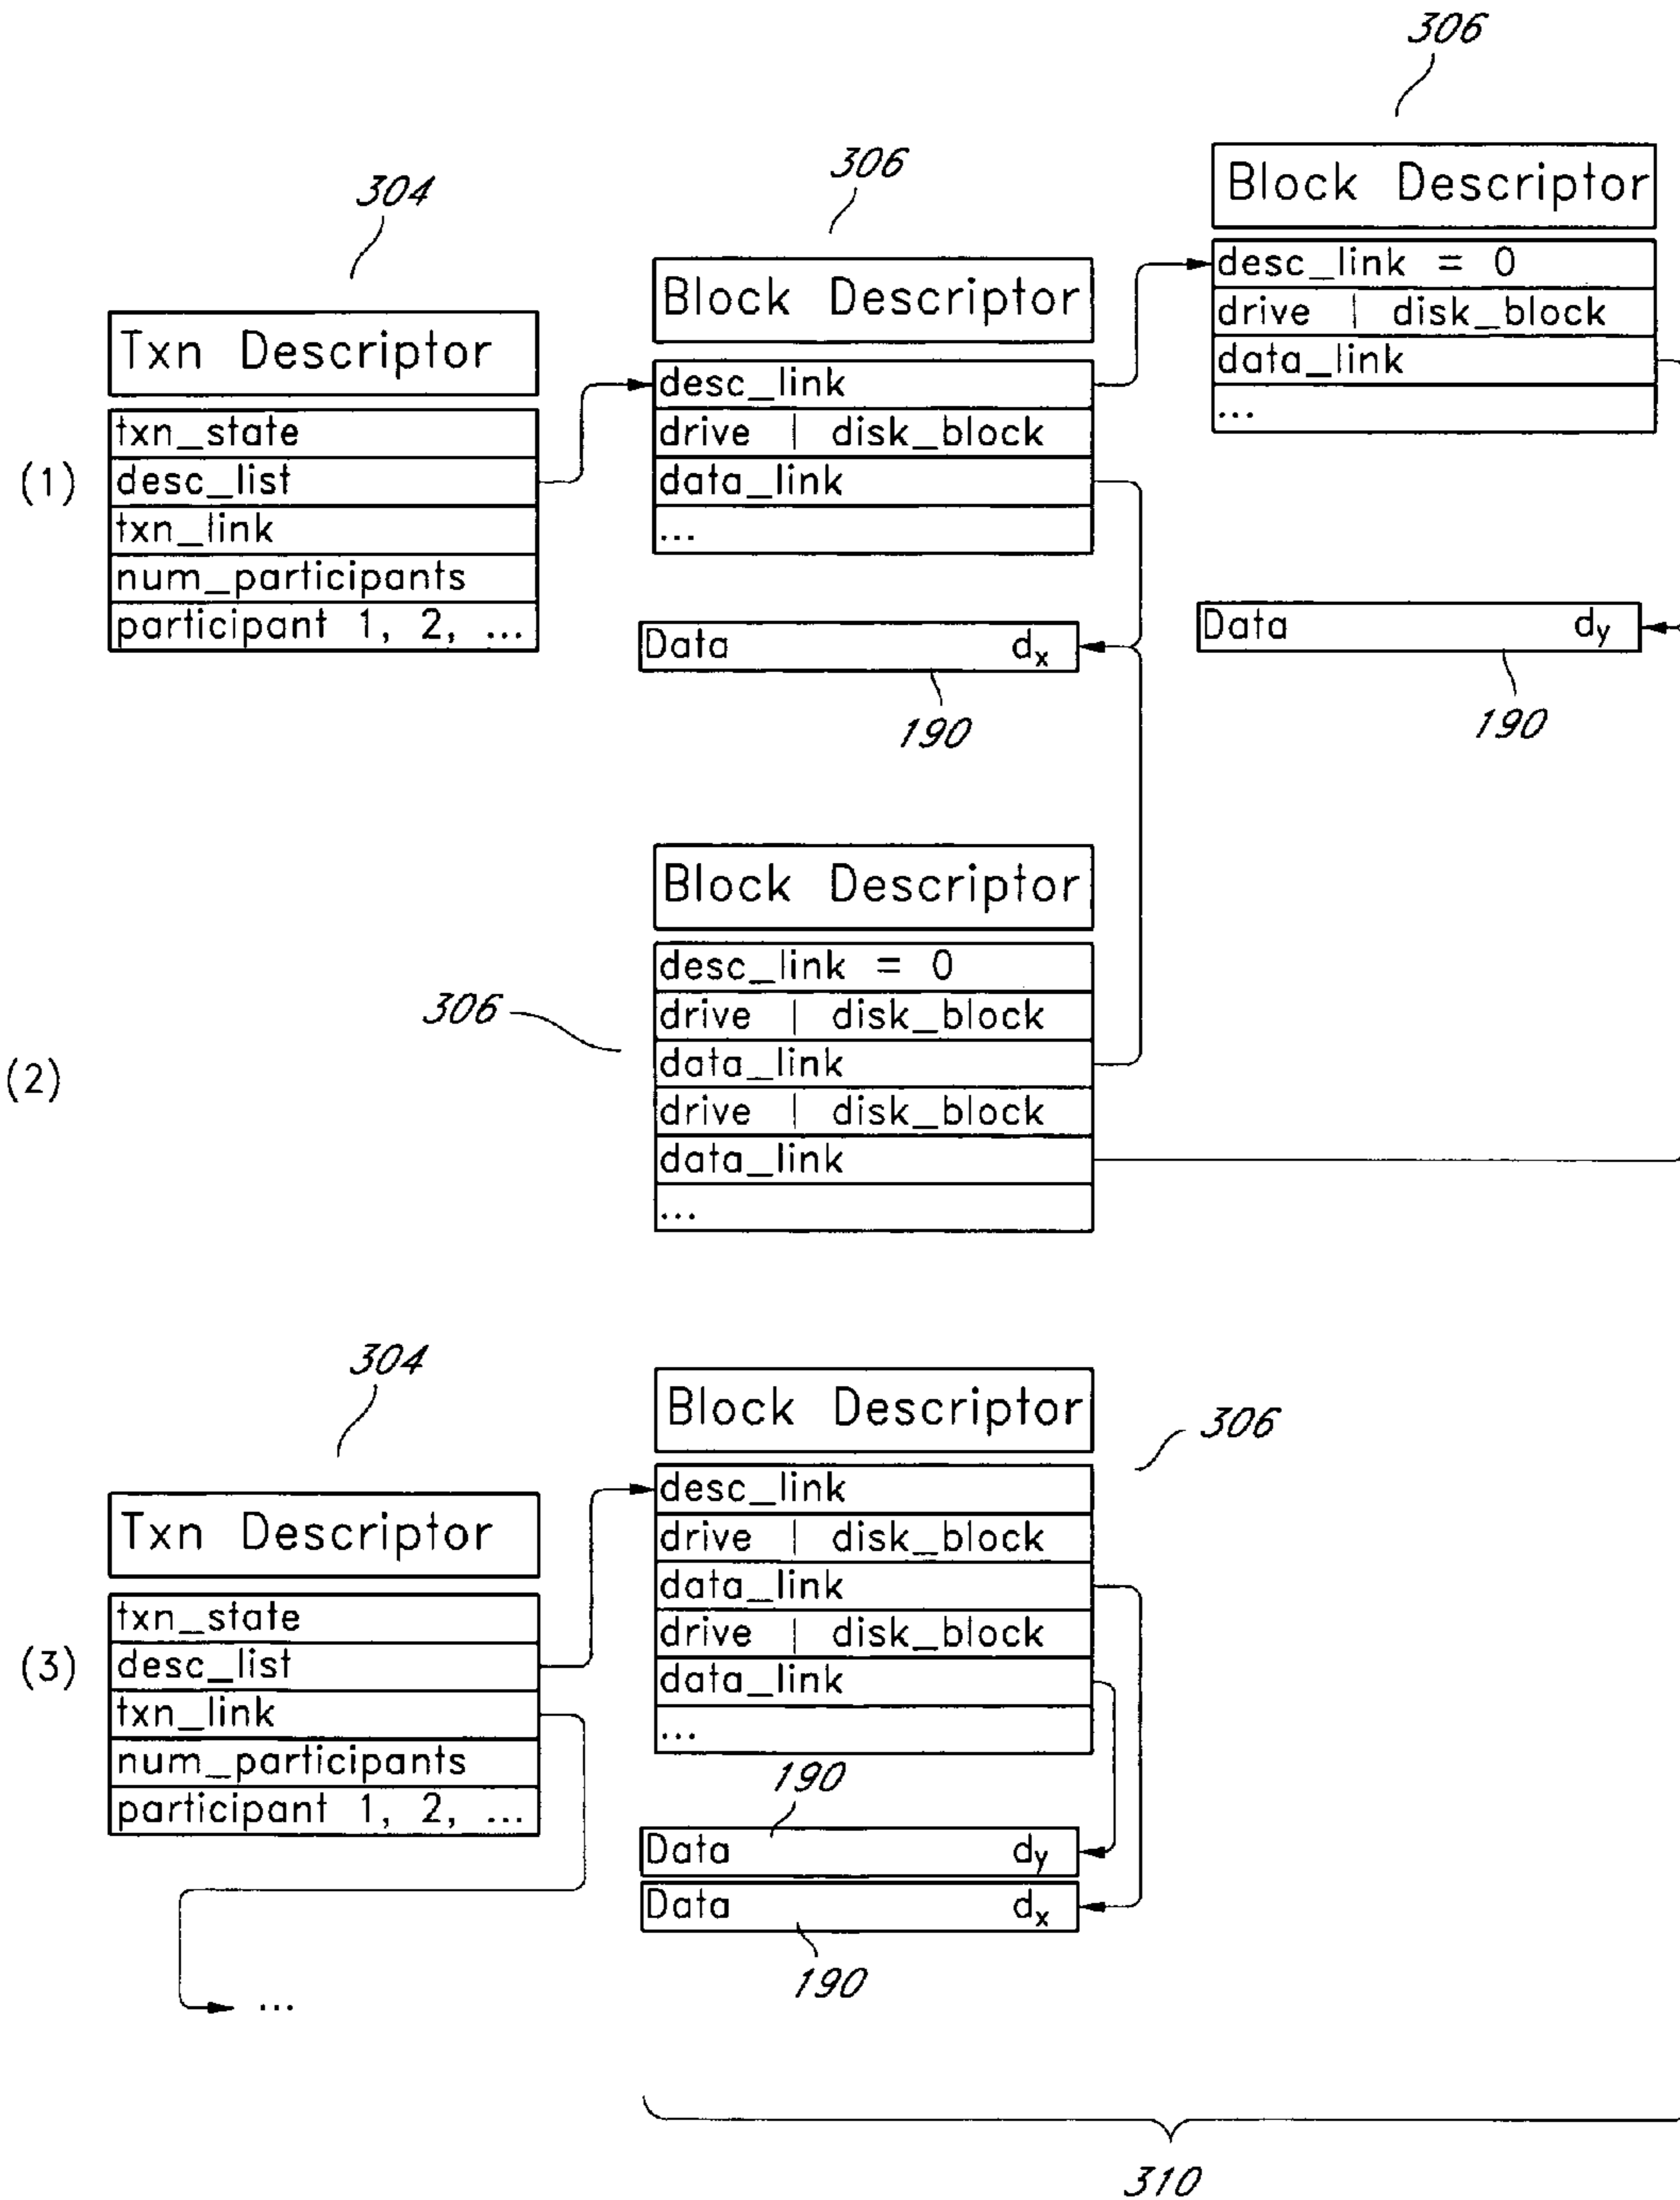 306
306
304
Block Descriptor
desc_link = 0
drive | disk_block
data_link
...
Block Descriptor
desc_link
drive | disk_block
data_link
...
Txn Descriptor
txn_state
desc_list
txn_link
num_participants
participant 1, 2, ...
(1)
Data dx
190
Data dy
190
(2)
306
Block Descriptor
desc_link = 0
drive | disk_block
data_link
drive | disk_block
data_link
...
304
306
(3)
Txn Descriptor
txn_state
desc_list
txn_link
num_participants
participant 1, 2, ...
...
Block Descriptor
desc_link
drive | disk_block
data_link
drive | disk_block
data_link
...
190
Data dy
Data dx
190
310